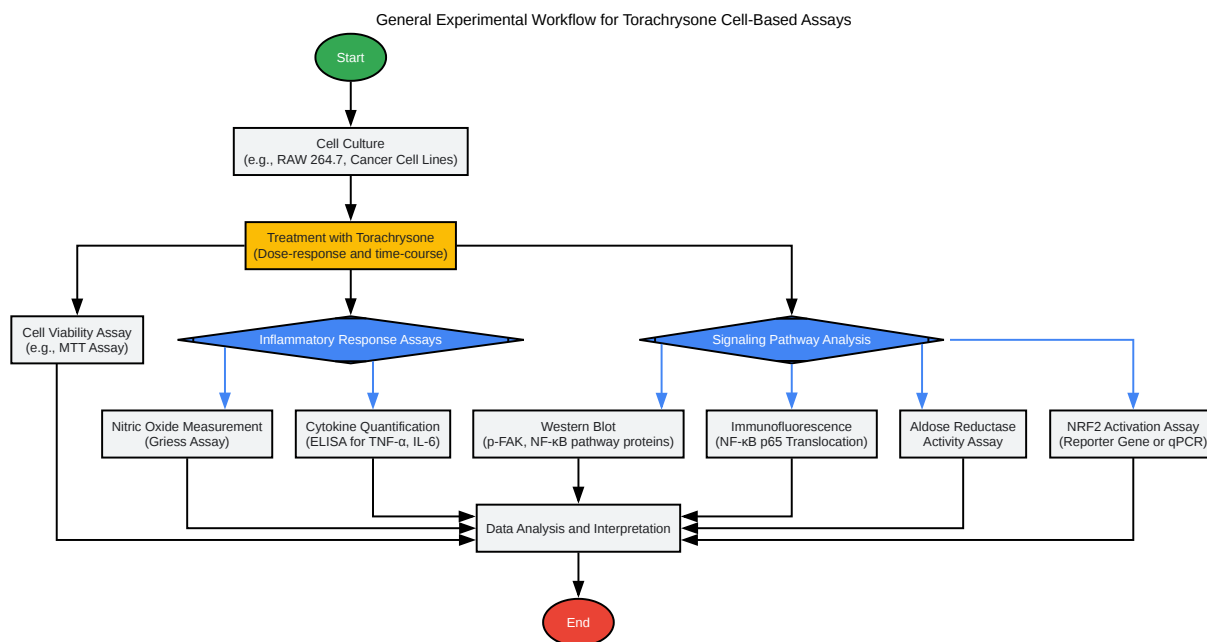 General Experimental Workflow for Torachrysone Cell-Based Assays
Start
Cell Culture
(e.g., RAW 264.7, Cancer Cell Lines)
Treatment with Torachrysone
(Dose-response and time-course)
Cell Viability Assay
(e.g., MTT Assay)
Inflammatory Response Assays
Signaling Pathway Analysis
Nitric Oxide Measurement
(Griess Assay)
Cytokine Quantification
(ELISA for TNF-α, IL-6)
Western Blot
(p-FAK, NF-κB pathway proteins)
Immunofluorescence
(NF-κB p65 Translocation)
Aldose Reductase
Activity Assay
NRF2 Activation Assay
(Reporter Gene or qPCR)
Data Analysis and Interpretation
End